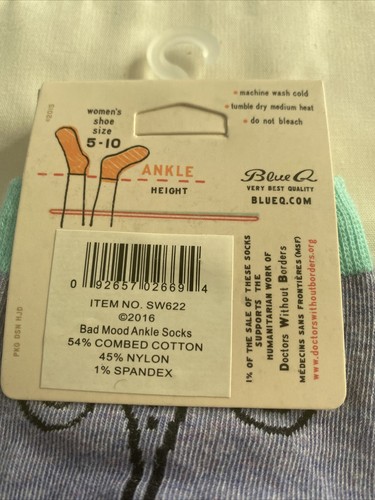 ©2015
women's
shoe
size
5-10
ANKLE
HEIGHT
• machine wash cold
• tumble dry medium heat
• do not bleach
Blue Q
VERY BEST QUALITY
BLUEQ.COM
0 92657 02669 4
ITEM NO. SW622
©2016
Bad Mood Ankle Socks
54% COMBED COTTON
45% NYLON
1% SPANDEX
1% OF THE SALE OF THESE SOCKS
SUPPORTS THE
HUMANITARIAN WORK OF
Doctors Without Borders
MÉDECINS SANS FRONTIÈRES (MSF)
www.doctorswithoutborders.org